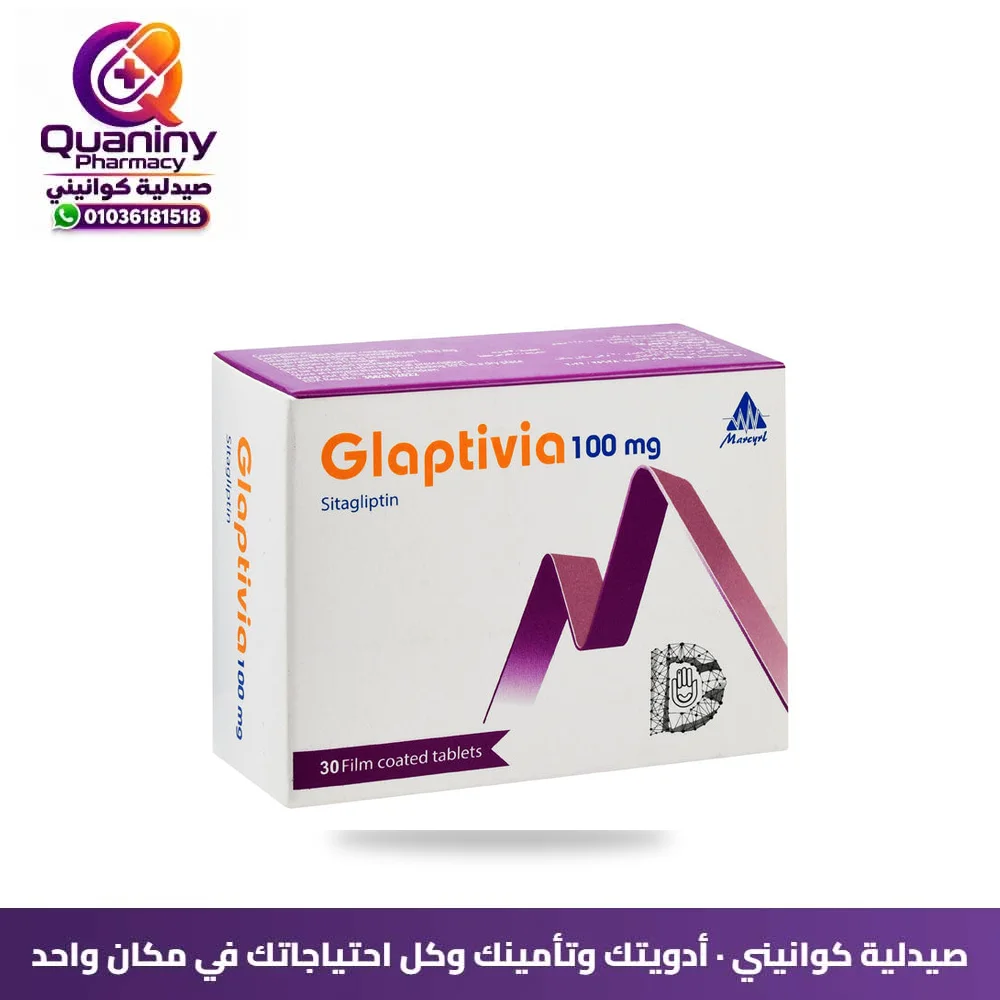 Quaniny
Pharmacy
صيدلية كوانيني
01036181518
Glaptivia 100 mg
Sitagliptin
Marcyrl
30 Film coated tablets
Glaptivia 100 mg
Sitagliptin
صيدلية كوانيني · أدويتك وتأمينك وكل احتياجاتك في مكان واحد